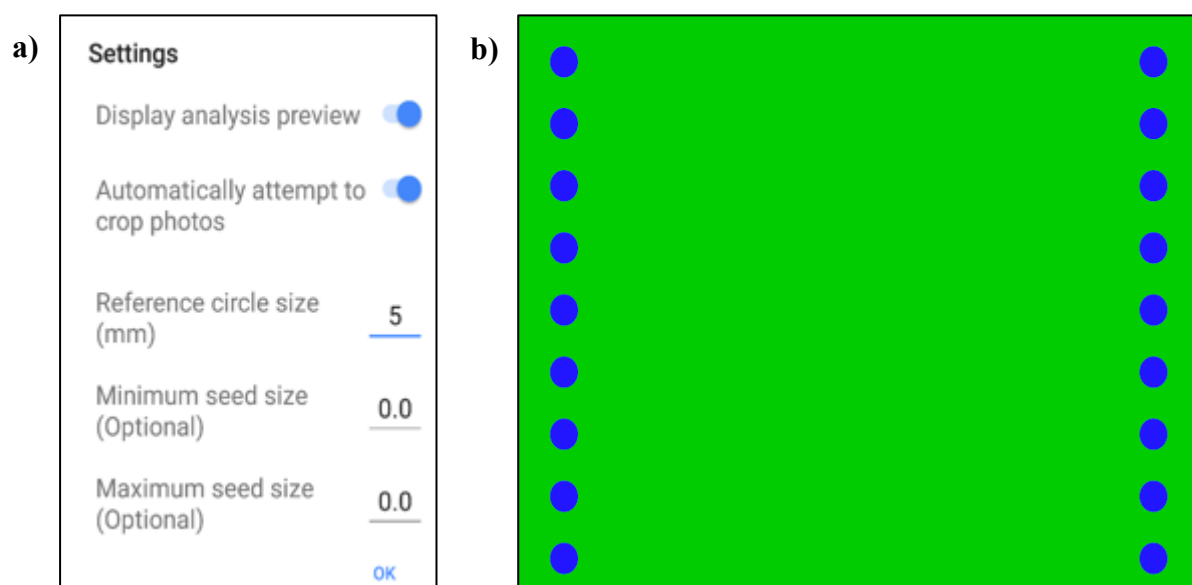 a)
Settings
Display analysis preview
Automatically attempt to
crop photos
Reference circle size
(mm)
5
Minimum seed size
(Optional)
0.0
Maximum seed size
(Optional)
0.0
OK
b)